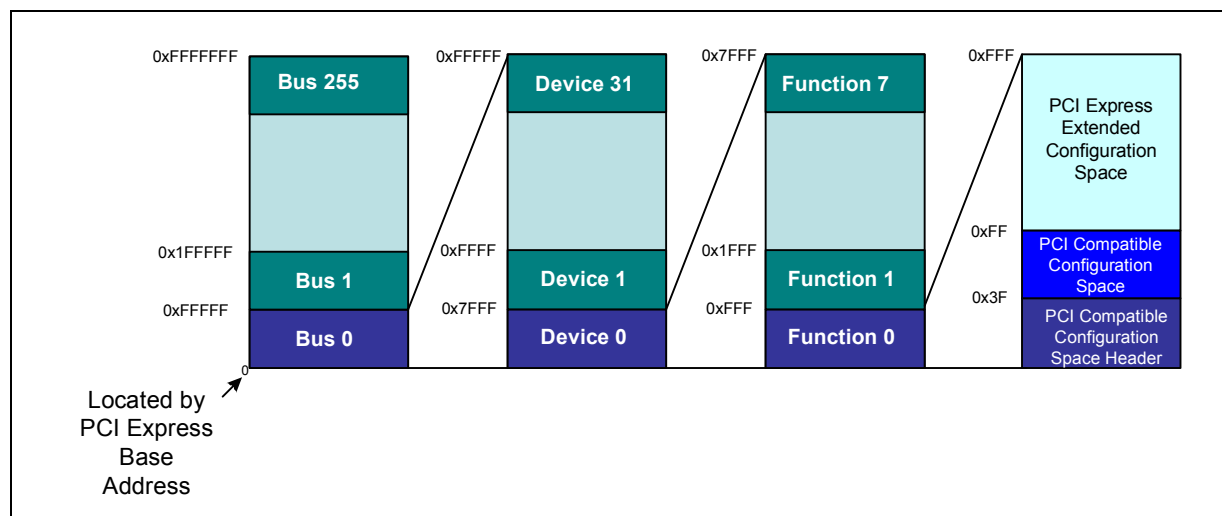 0xFFFFFFF
Bus 255
0x1FFFFF
Bus 1
0xFFFFF
Bus 0
0
Located by
PCI Express
Base
Address
0xFFFFF
Device 31
0xFFFF
Device 1
0x7FFF
Device 0
0x7FFF
Function 7
0x1FFF
Function 1
0xFFF
Function 0
0xFFF
PCI Express
Extended
Configuration
Space
0xFF
PCI Compatible
Configuration
Space
0x3F
PCI Compatible
Configuration
Space Header